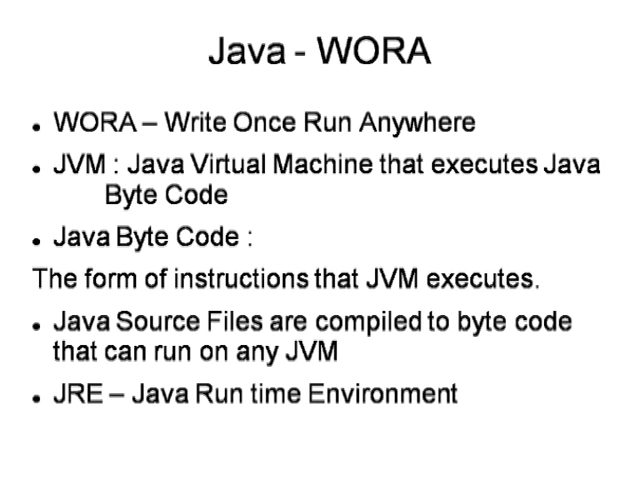 Java - WORA
• WORA – Write Once Run Anywhere
• JVM : Java Virtual Machine that executes Java
Byte Code
• Java Byte Code :
The form of instructions that JVM executes.
• Java Source Files are compiled to byte code
that can run on any JVM
• JRE – Java Run time Environment